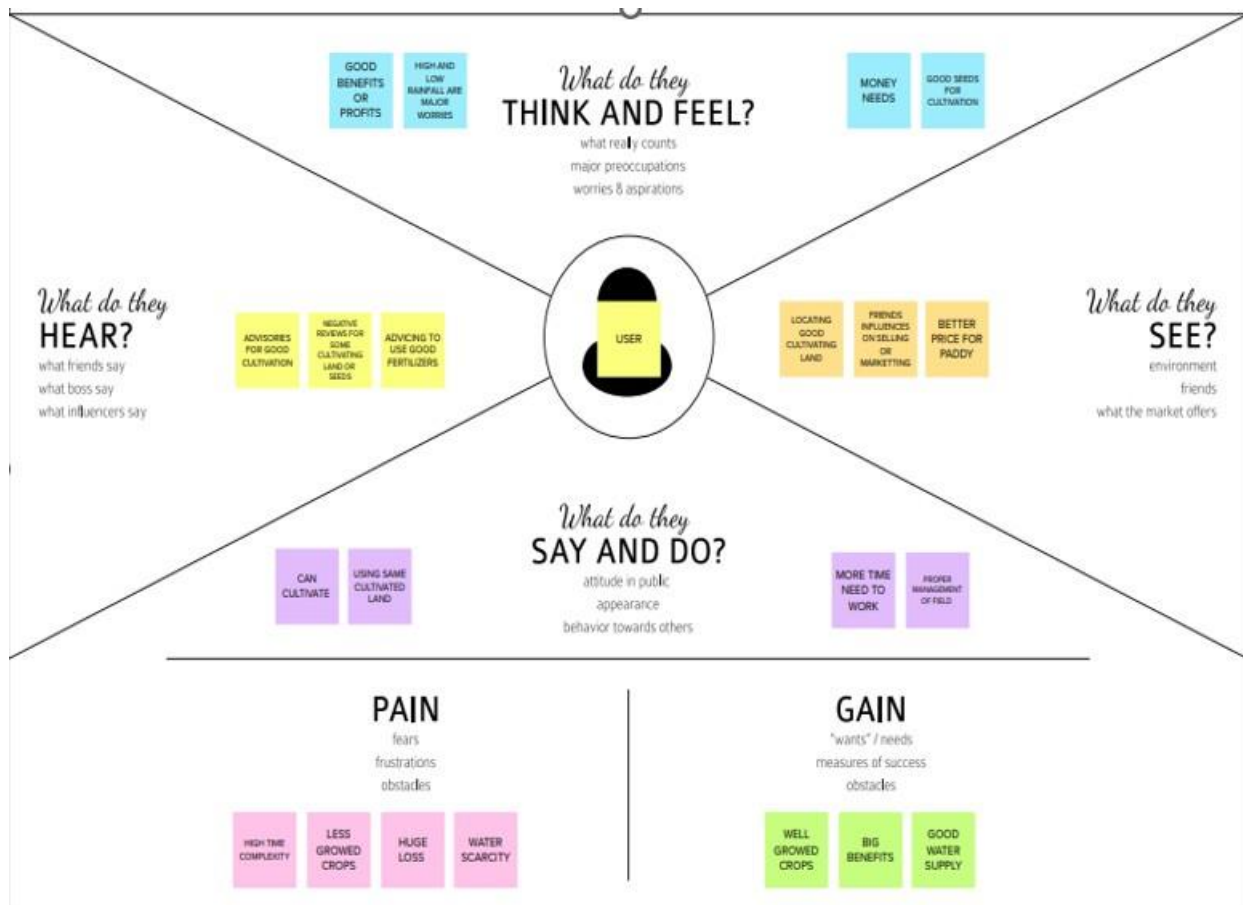 GOOD
BENEFITS
OR
PROFITS
HIGH AND
LOW
RAINFALL ARE
MAJOR
WORRIES
What do they
THINK AND FEEL?
what really counts
major preoccupations
worries & aspirations
MONEY
NEEDS
GOOD SEEDS
FOR
CULTIVATION
What do they
HEAR?
what friends say
what boss say
what influencers say
ADVISORIES
FOR GOOD
CULTIVATION
NEGATIVE
REVIEWS FOR
SOME
CULTIVATING
LAND OR
SEEDS
ADVICING TO
USE GOOD
FERTILIZERS
USER
LOCATING
GOOD
CULTIVATING
LAND
FRIENDS
INFLUENCES
ON SELLING
OR
MARKETTING
BETTER
PRICE FOR
PADDY
What do they
SEE?
environment
friends
what the market offers
What do they
SAY AND DO?
attitude in public
appearance
behavior towards others
CAN
CULTIVATE
USING SAME
CULTIVATED
LAND
MORE TIME
NEED TO
WORK
PROPER
MANAGEMENT
OF FIELD
PAIN
fears
frustrations
obstacles
HIGH TIME
COMPLEXITY
LESS
GROWED
CROPS
HUGE
LOSS
WATER
SCARCITY
GAIN
"wants" / needs
measures of success
obstacles
WELL
GROWED
CROPS
BIG
BENEFITS
GOOD
WATER
SUPPLY